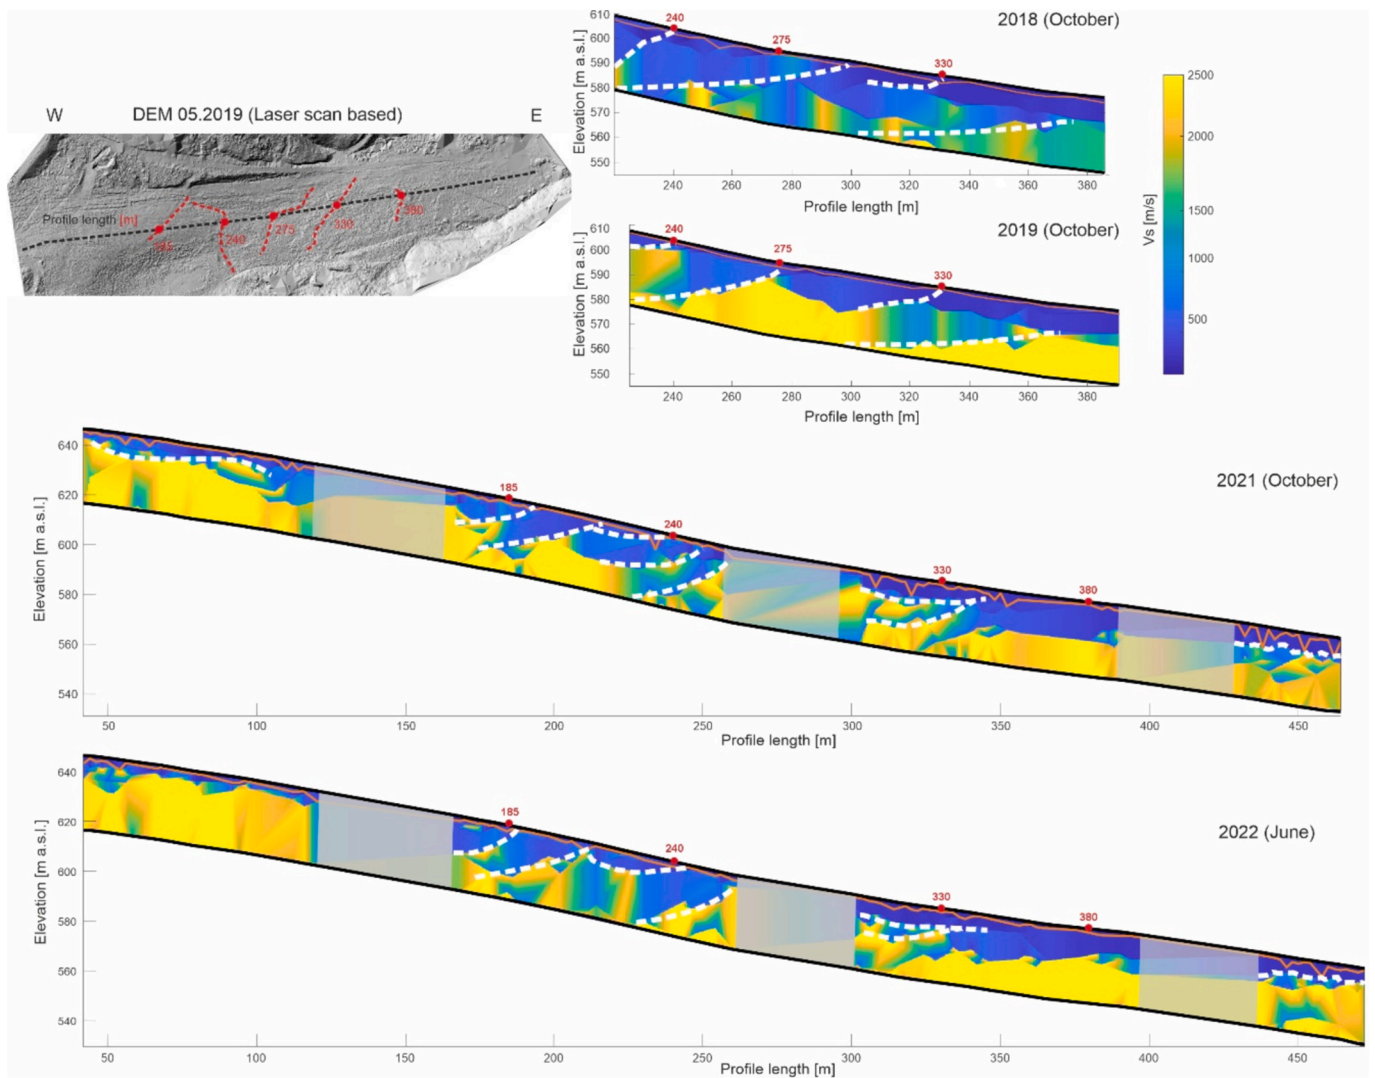 W DEM 05.2019 (Laser scan based) E
Profile length [m]
185 240 275 330 380
2018 (October)
610
600
590
580
570
560
550
Elevation [m a.s.l.]
240 275 330
240 260 280 300 320 340 360 380
Profile length [m]
2019 (October)
610
600
590
580
570
560
550
Elevation [m a.s.l.]
240 275 330
240 260 280 300 320 340 360 380
Profile length [m]
2500
2000
1500
1000
500
Vs [m/s]
2021 (October)
640
620
600
580
560
540
Elevation [m a.s.l.]
185 240 330 380
50 100 150 200 250 300 350 400 450
Profile length [m]
2022 (June)
640
620
600
580
560
540
Elevation [m a.s.l.]
185 240 330 380
50 100 150 200 250 300 350 400 450
Profile length [m]